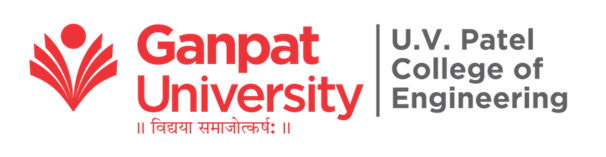 Ganpat
University
॥ विद्यया समाजोत्कर्ष: ॥
U.V. Patel
College of
Engineering